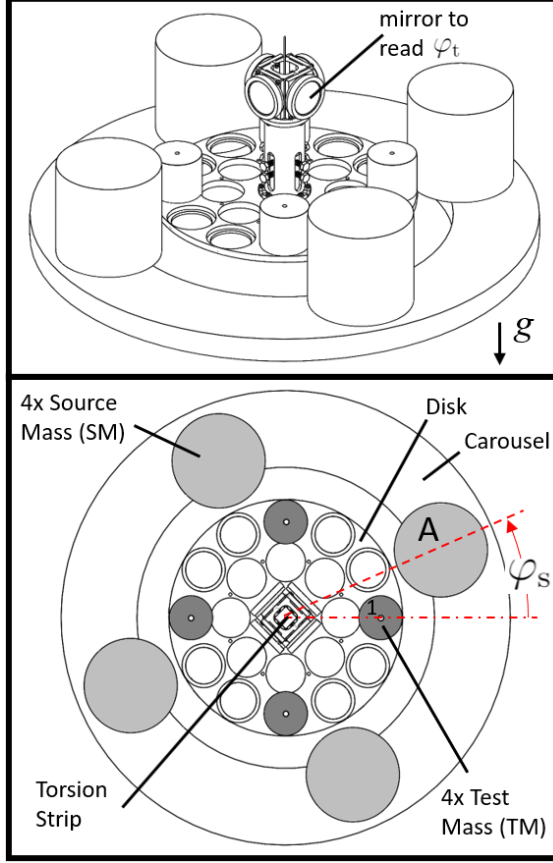 mirror to
read φt
g
4x Source
Mass (SM)
Disk
Carousel
A
φs
1
Torsion
Strip
4x Test
Mass (TM)